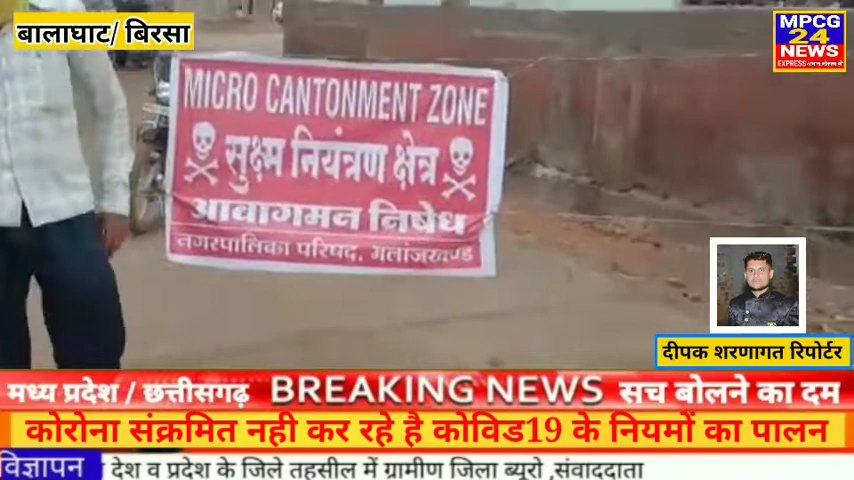 बालाघाट/ बिरसा
MPCG
24
NEWS
EXPRESS
MICRO CANTONMENT ZONE
सुक्ष्म नियंत्रण क्षेत्र
आवागमन निषेध
नगरपालिका परिषद, मलांजखण्ड
दीपक शरणागत रिपोर्टर
मध्य प्रदेश / छत्तीसगढ़ BREAKING NEWS सच बोलने का दम
कोरोना संक्रमित नही कर रहे है कोविड19 के नियमों का पालन
विज्ञापन देश व प्रदेश के जिले तहसील में ग्रामीण जिला ब्यूरो ,संवाददाता